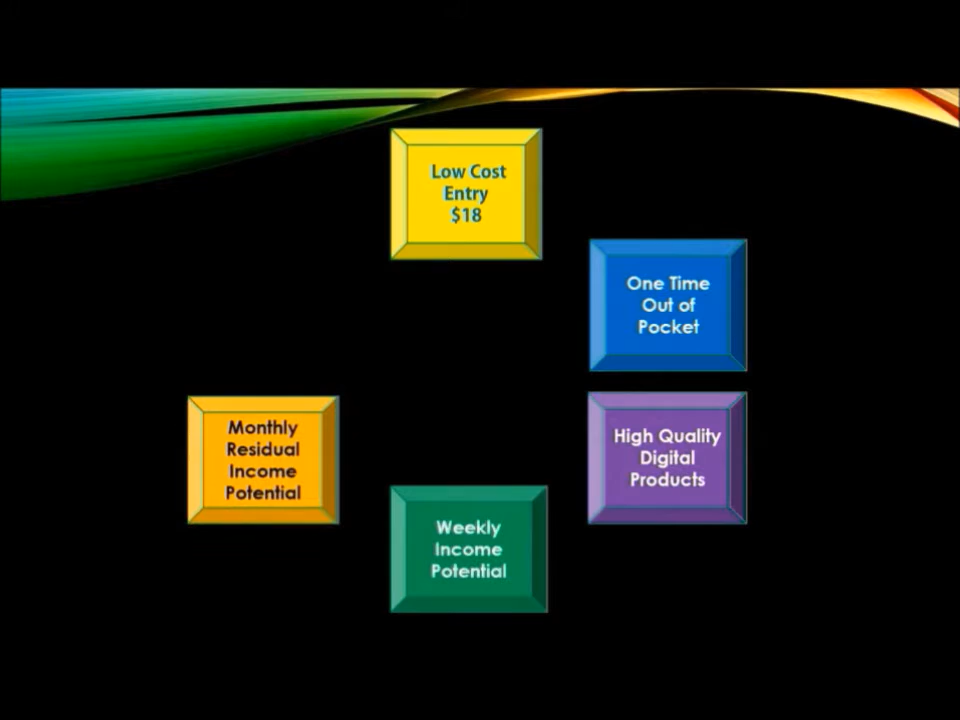 Low Cost
Entry
$18
One Time
Out of
Pocket
High Quality
Digital
Products
Weekly
Income
Potential
Monthly
Residual
Income
Potential